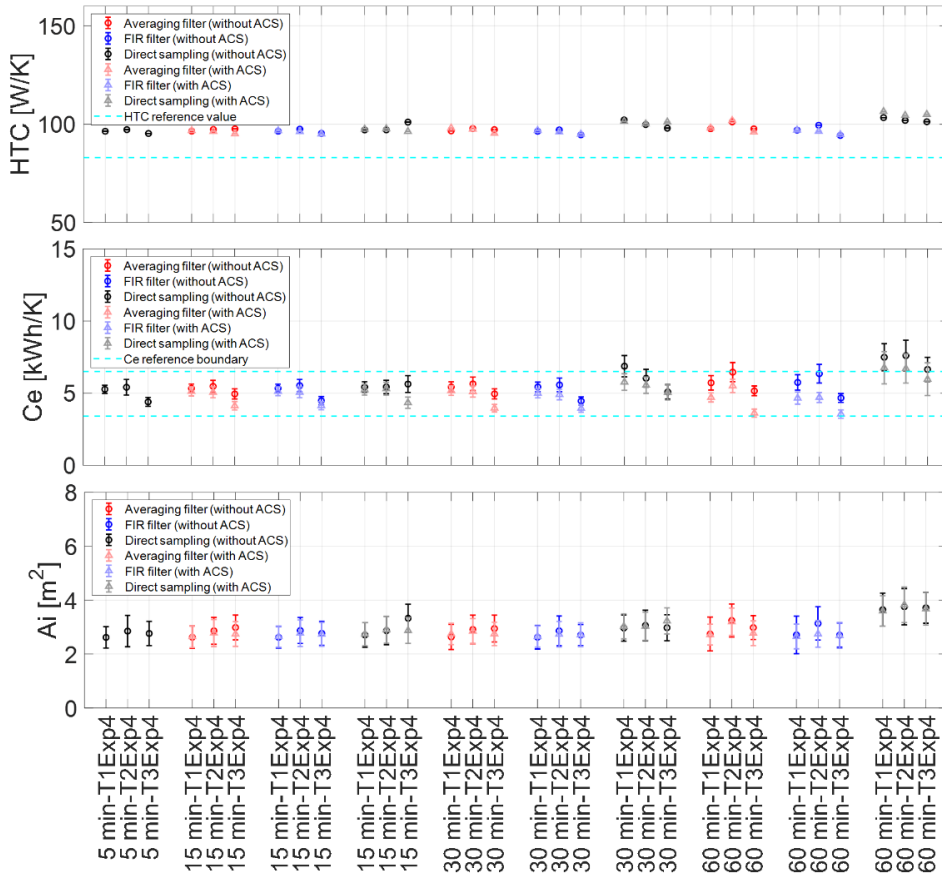 HTC [W/K]
150
100
50
Averaging filter (without ACS)
FIR filter (without ACS)
Direct sampling (without ACS)
Averaging filter (with ACS)
FIR filter (with ACS)
Direct sampling (with ACS)
HTC reference value
Ce [kWh/K]
15
10
5
0
Averaging filter (without ACS)
FIR filter (without ACS)
Direct sampling (without ACS)
Averaging filter (with ACS)
FIR filter (with ACS)
Direct sampling (with ACS)
Ce reference boundary
Ai [m²]
8
6
4
2
0
Averaging filter (without ACS)
FIR filter (without ACS)
Direct sampling (without ACS)
Averaging filter (with ACS)
FIR filter (with ACS)
Direct sampling (with ACS)
5 min-T1Exp4
5 min-T2Exp4
5 min-T3Exp4
15 min-T1Exp4
15 min-T2Exp4
15 min-T3Exp4
15 min-T1Exp4
15 min-T2Exp4
15 min-T3Exp4
15 min-T1Exp4
15 min-T2Exp4
15 min-T3Exp4
30 min-T1Exp4
30 min-T2Exp4
30 min-T3Exp4
30 min-T1Exp4
30 min-T2Exp4
30 min-T3Exp4
30 min-T1Exp4
30 min-T2Exp4
30 min-T3Exp4
60 min-T1Exp4
60 min-T2Exp4
60 min-T3Exp4
60 min-T1Exp4
60 min-T2Exp4
60 min-T3Exp4
60 min-T1Exp4
60 min-T2Exp4
60 min-T3Exp4